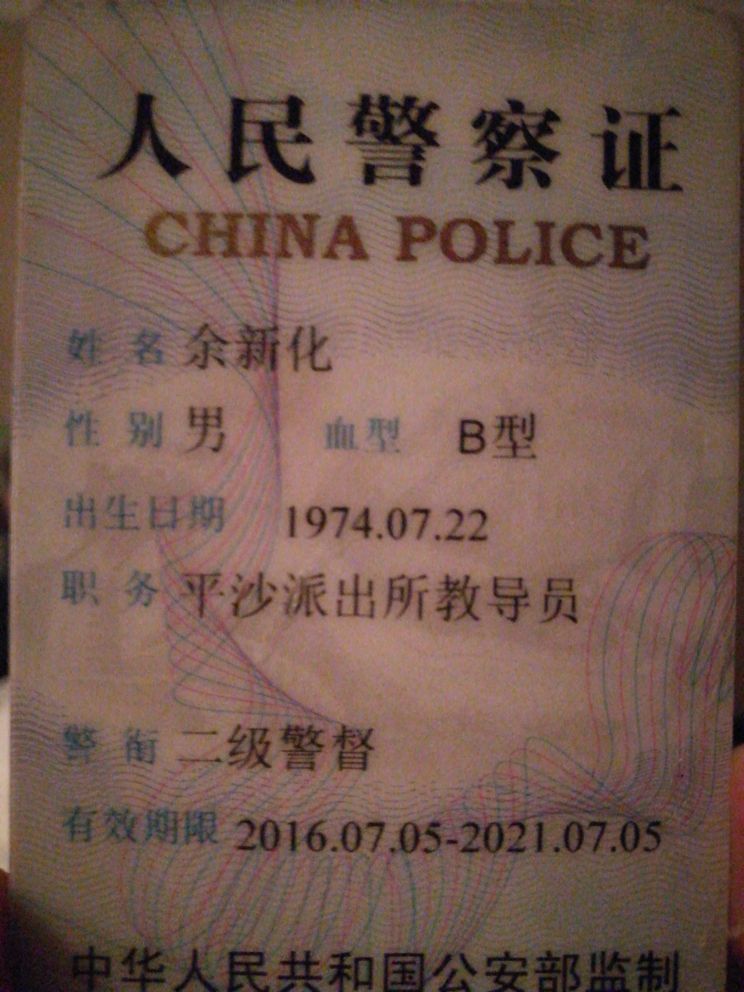 人民警察证
CHINA POLICE
姓 名 余新化
性 别 男 血型 B型
出生日期 1974.07.22
职 务 平沙派出所教导员
警 衔 二级警督
有效期限 2016.07.05-2021.07.05
中华人民共和国公安部监制